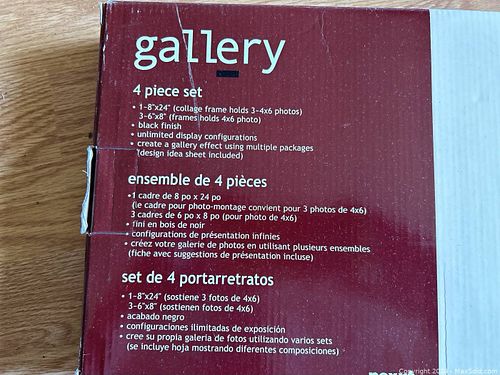 gallery
4 piece set
• 1-8"x24" (collage frame holds 3-4x6 photos)
3-6"x8" (frames holds 4x6 photo)
• black finish
• unlimited display configurations
• create a gallery effect using multiple packages
(design idea sheet included)
ensemble de 4 pièces
• 1 cadre de 8 po x 24 po
(le cadre pour photo-montage convient pour 3 photos de 4x6)
3 cadres de 6 po x 8 po (pour photo de 4x6)
• fini en bois de noir
• configurations de présentation infinies
• créez votre galerie de photos en utilisant plusieurs ensembles
(fiche avec suggestions de présentation incluse)
set de 4 portarretratos
• 1-8"x24" (sostiene 3 fotos de 4x6)
3-6"x8" (sostienen fotos de 4x6)
• acabado negro
• configuraciones ilimitadas de exposición
• cree su propia galeria de fotos utilizando varios sets
(se incluye hoja mostrando diferentes composiciones)